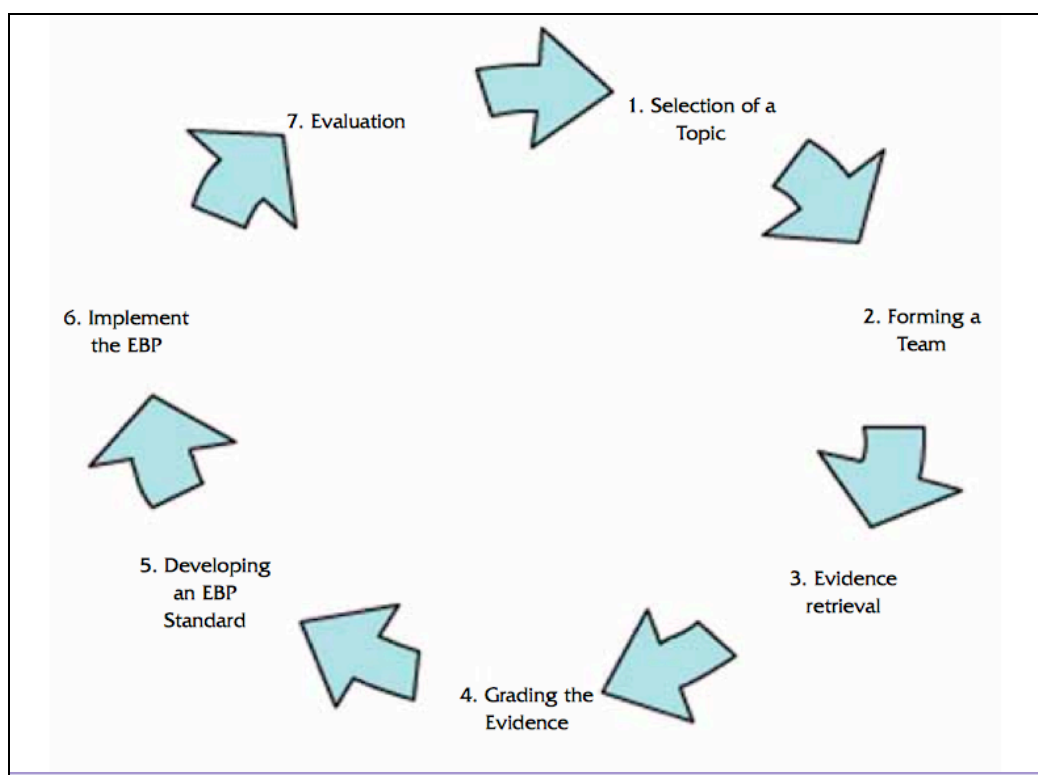 1. Selection of a
Topic
2. Forming a
Team
3. Evidence
retrieval
4. Grading the
Evidence
5. Developing
an EBP
Standard
6. Implement
the EBP
7. Evaluation